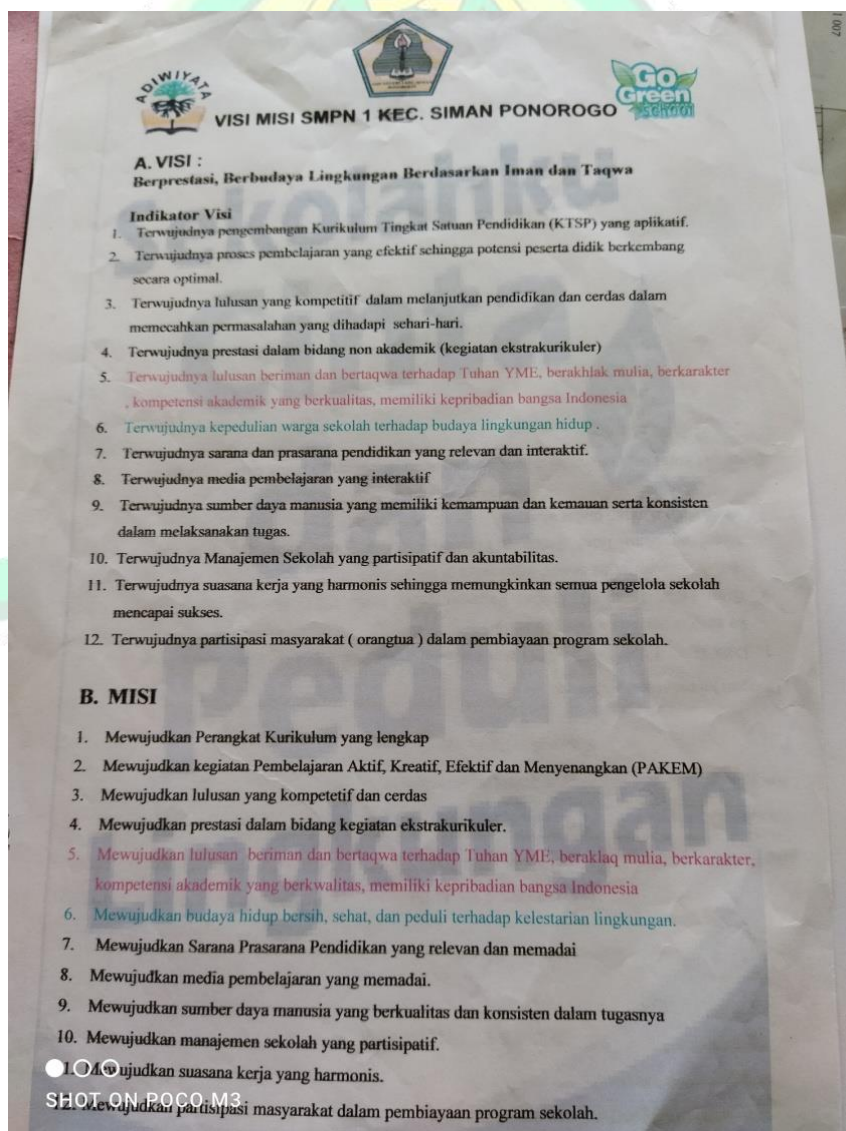 ADIWIYATA
Go
Green
SCHOOL
VISI MISI SMPN 1 KEC. SIMAN PONOROGO
A. VISI :
Berprestasi, Berbudaya Lingkungan Berdasarkan Iman dan Taqwa
Indikator Visi
1. Terwujudnya pengembangan Kurikulum Tingkat Satuan Pendidikan (KTSP) yang aplikatif.
2. Terwujudnya proses pembelajaran yang efektif sehingga potensi peserta didik berkembang
secara optimal.
3. Terwujudnya lulusan yang kompetitif dalam melanjutkan pendidikan dan cerdas dalam
memecahkan permasalahan yang dihadapi sehari-hari.
4. Terwujudnya prestasi dalam bidang non akademik (kegiatan ekstrakurikuler)
5. Terwujudnya lulusan beriman dan bertaqwa terhadap Tuhan YME, berakhlak mulia, berkarakter
, kompetensi akademik yang berkualitas, memiliki kepribadian bangsa Indonesia
6. Terwujudnya kepedulian warga sekolah terhadap budaya lingkungan hidup .
7. Terwujudnya sarana dan prasarana pendidikan yang relevan dan interaktif.
8. Terwujudnya media pembelajaran yang interaktif
9. Terwujudnya sumber daya manusia yang memiliki kemampuan dan kemauan serta konsisten
dalam melaksanakan tugas.
10. Terwujudnya Manajemen Sekolah yang partisipatif dan akuntabilitas.
11. Terwujudnya suasana kerja yang harmonis sehingga memungkinkan semua pengelola sekolah
mencapai sukses.
12. Terwujudnya partisipasi masyarakat ( orangtua ) dalam pembiayaan program sekolah.
B. MISI
1. Mewujudkan Perangkat Kurikulum yang lengkap
2. Mewujudkan kegiatan Pembelajaran Aktif, Kreatif, Efektif dan Menyenangkan (PAKEM)
3. Mewujudkan lulusan yang kompetetif dan cerdas
4. Mewujudkan prestasi dalam bidang kegiatan ekstrakurikuler.
5. Mewujudkan lulusan beriman dan bertaqwa terhadap Tuhan YME, beraklaq mulia, berkarakter,
kompetensi akademik yang berkwalitas, memiliki kepribadian bangsa Indonesia
6. Mewujudkan budaya hidup bersih, sehat, dan peduli terhadap kelestarian lingkungan.
7. Mewujudkan Sarana Prasarana Pendidikan yang relevan dan memadai
8. Mewujudkan media pembelajaran yang memadai.
9. Mewujudkan sumber daya manusia yang berkualitas dan konsisten dalam tugasnya
10. Mewujudkan manajemen sekolah yang partisipatif.
11. Mewujudkan suasana kerja yang harmonis.
12. Mewujudkan partisipasi masyarakat dalam pembiayaan program sekolah.
SHOT ON POCO M3
Sekolahku
dan
Peduli
Lingkungan